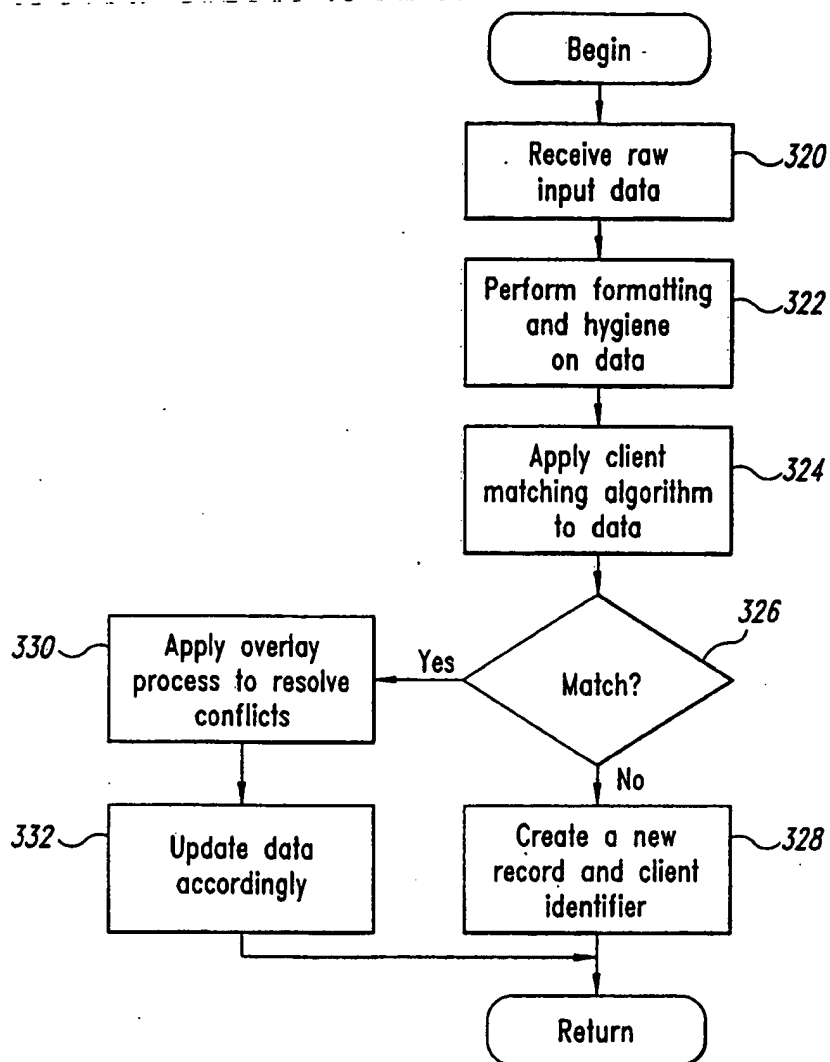 Begin
Receive raw
input data
320
Perform formatting
and hygiene
on data
322
Apply client
matching algorithm
to data
324
Match?
326
Yes
No
330
Apply overlay
process to resolve
conflicts
332
Update data
accordingly
Create a new
record and client
identifier
328
Return